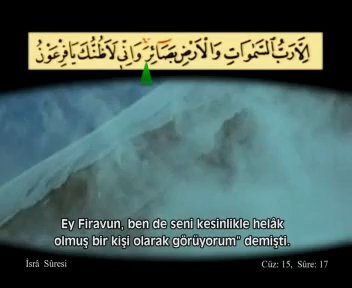 اِلَّا رَبُّ السَّمٰوَاتِ وَالْاَرْضِ بَصَٓائِرَۚ وَاِنّ۪ي لَاَظُنُّكَ يَا فِرْعَوْنُ
Ey Firavun, ben de seni kesinlikle helâk
olmuş bir kişi olarak görüyorum" demişti.
İsrâ Sûresi
Cüz: 15, Sûre: 17